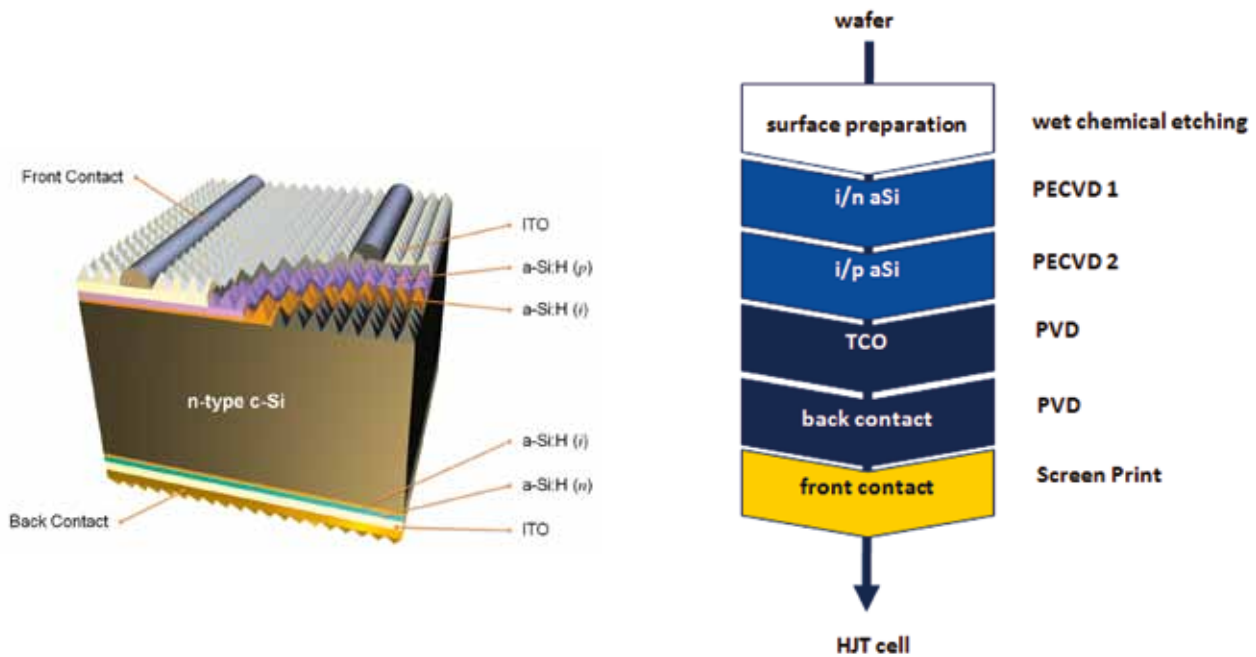 Front Contact
ITO
a-Si:H (p)
a-Si:H (i)
n-type c-Si
a-Si:H (i)
a-Si:H (n)
Back Contact
ITO
wafer
surface preparation
wet chemical etching
i/n aSi
PECVD 1
i/p aSi
PECVD 2
TCO
PVD
back contact
PVD
front contact
Screen Print
HJT cell